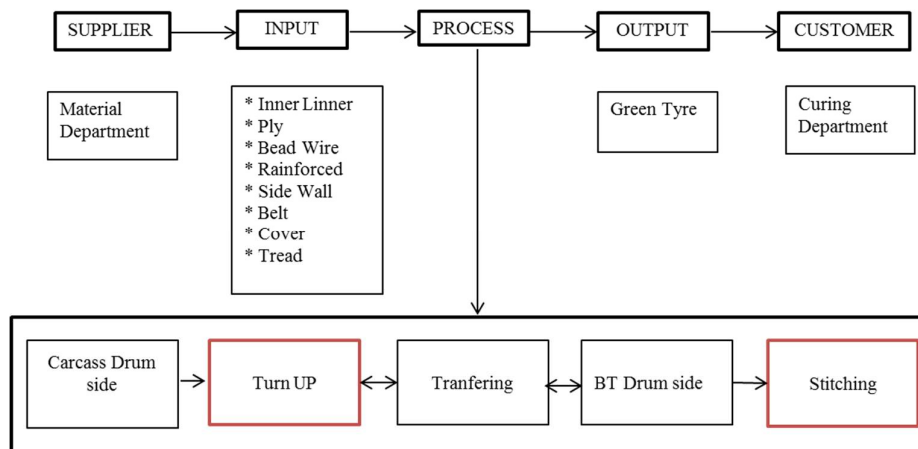 SUPPLIER
INPUT
PROCESS
OUTPUT
CUSTOMER
Material
Department
* Inner Linner
* Ply
* Bead Wire
* Rainforced
* Side Wall
* Belt
* Cover
* Tread
Green Tyre
Curing
Department
Carcass Drum
side
Turn UP
Tranfering
BT Drum side
Stitching